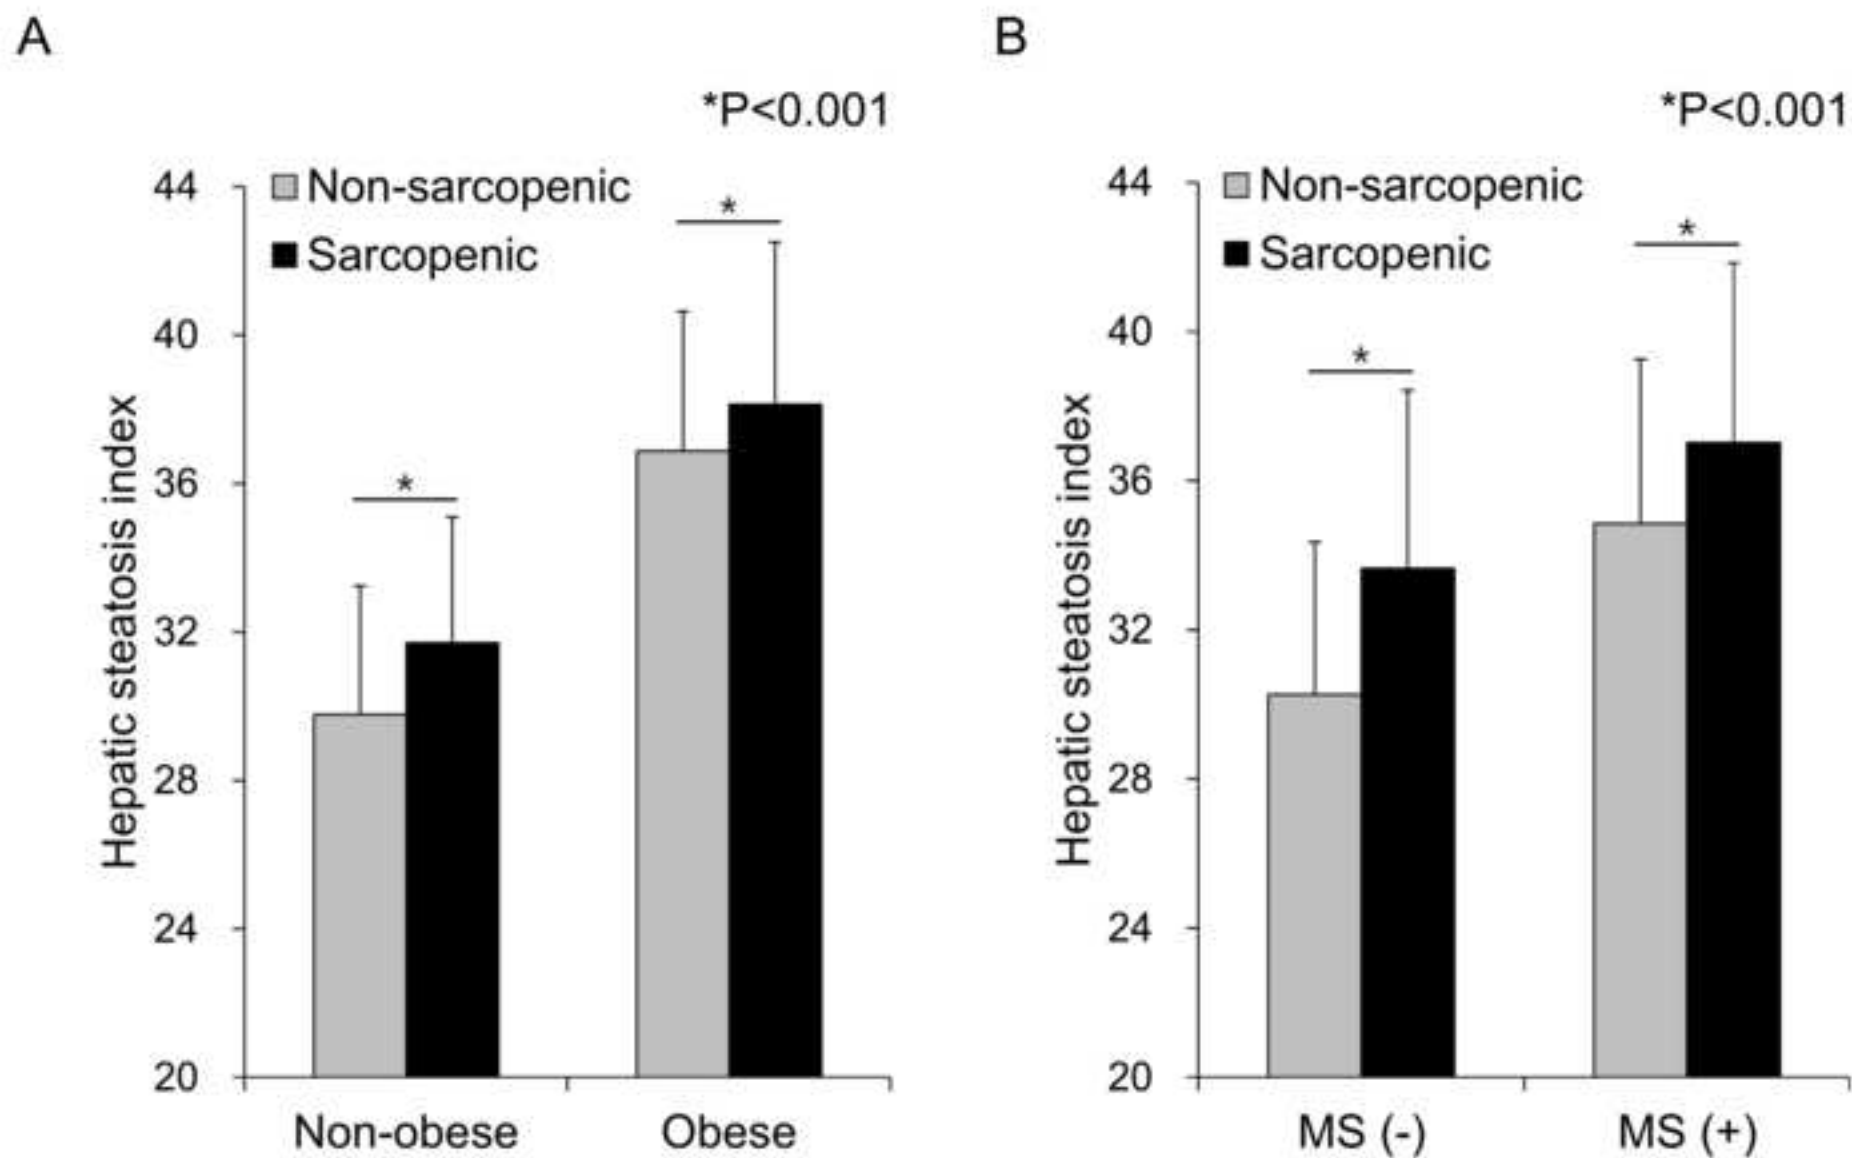 A
*P<0.001
Non-sarcopenic
Sarcopenic
*
*
44
40
36
32
28
24
20
Hepatic steatosis index
Non-obese
Obese
B
*P<0.001
Non-sarcopenic
Sarcopenic
*
*
44
40
36
32
28
24
20
Hepatic steatosis index
MS (-)
MS (+)